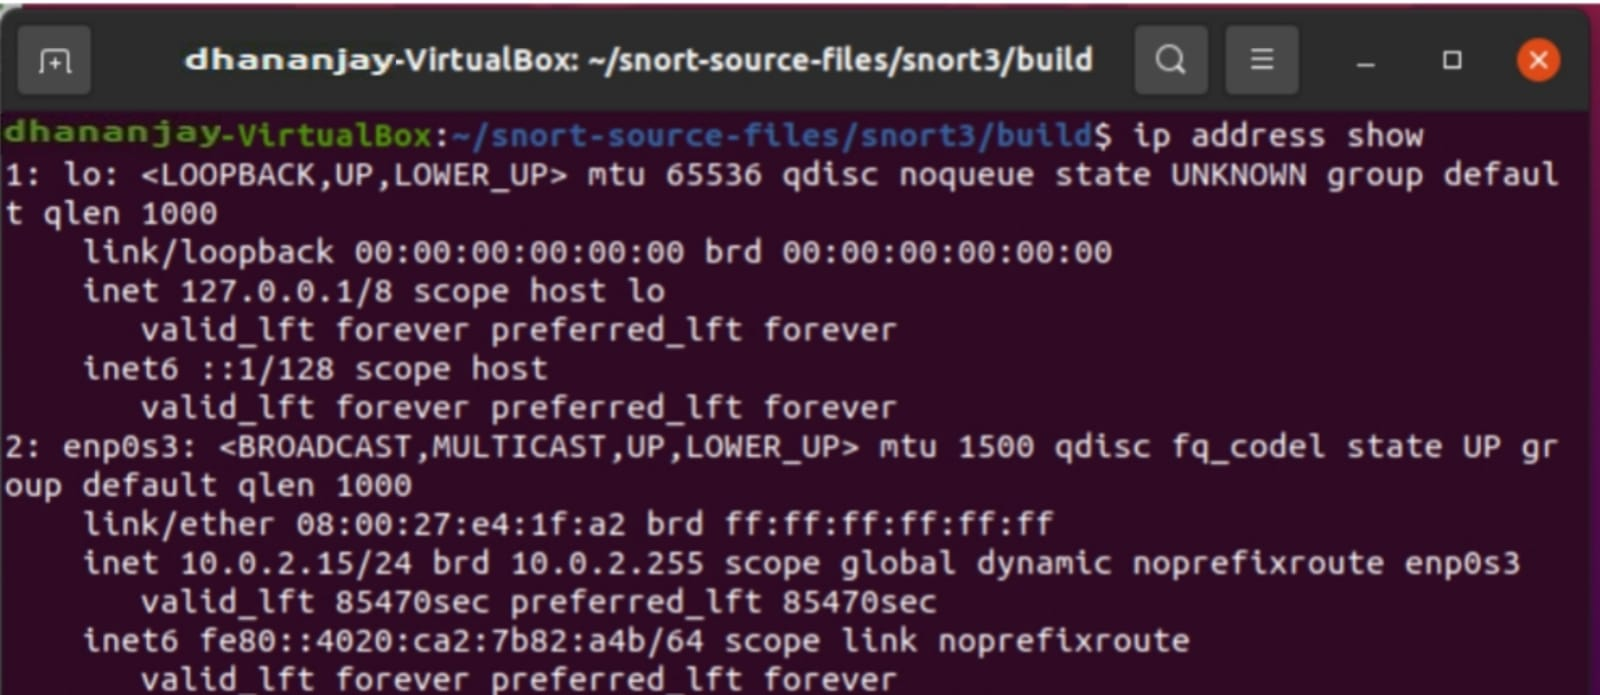 dhananjay-VirtualBox: ~/snort-source-files/snort3/build
dhananjay-VirtualBox:~/snort-source-files/snort3/build$ ip address show
1: lo: <LOOPBACK,UP,LOWER_UP> mtu 65536 qdisc noqueue state UNKNOWN group defaul
t qlen 1000
    link/loopback 00:00:00:00:00:00 brd 00:00:00:00:00:00
    inet 127.0.0.1/8 scope host lo
       valid_lft forever preferred_lft forever
    inet6 ::1/128 scope host
       valid_lft forever preferred_lft forever
2: enp0s3: <BROADCAST,MULTICAST,UP,LOWER_UP> mtu 1500 qdisc fq_codel state UP gr
oup default qlen 1000
    link/ether 08:00:27:e4:1f:a2 brd ff:ff:ff:ff:ff:ff
    inet 10.0.2.15/24 brd 10.0.2.255 scope global dynamic noprefixroute enp0s3
       valid_lft 85470sec preferred_lft 85470sec
    inet6 fe80::4020:ca2:7b82:a4b/64 scope link noprefixroute
       valid_lft forever preferred_lft forever